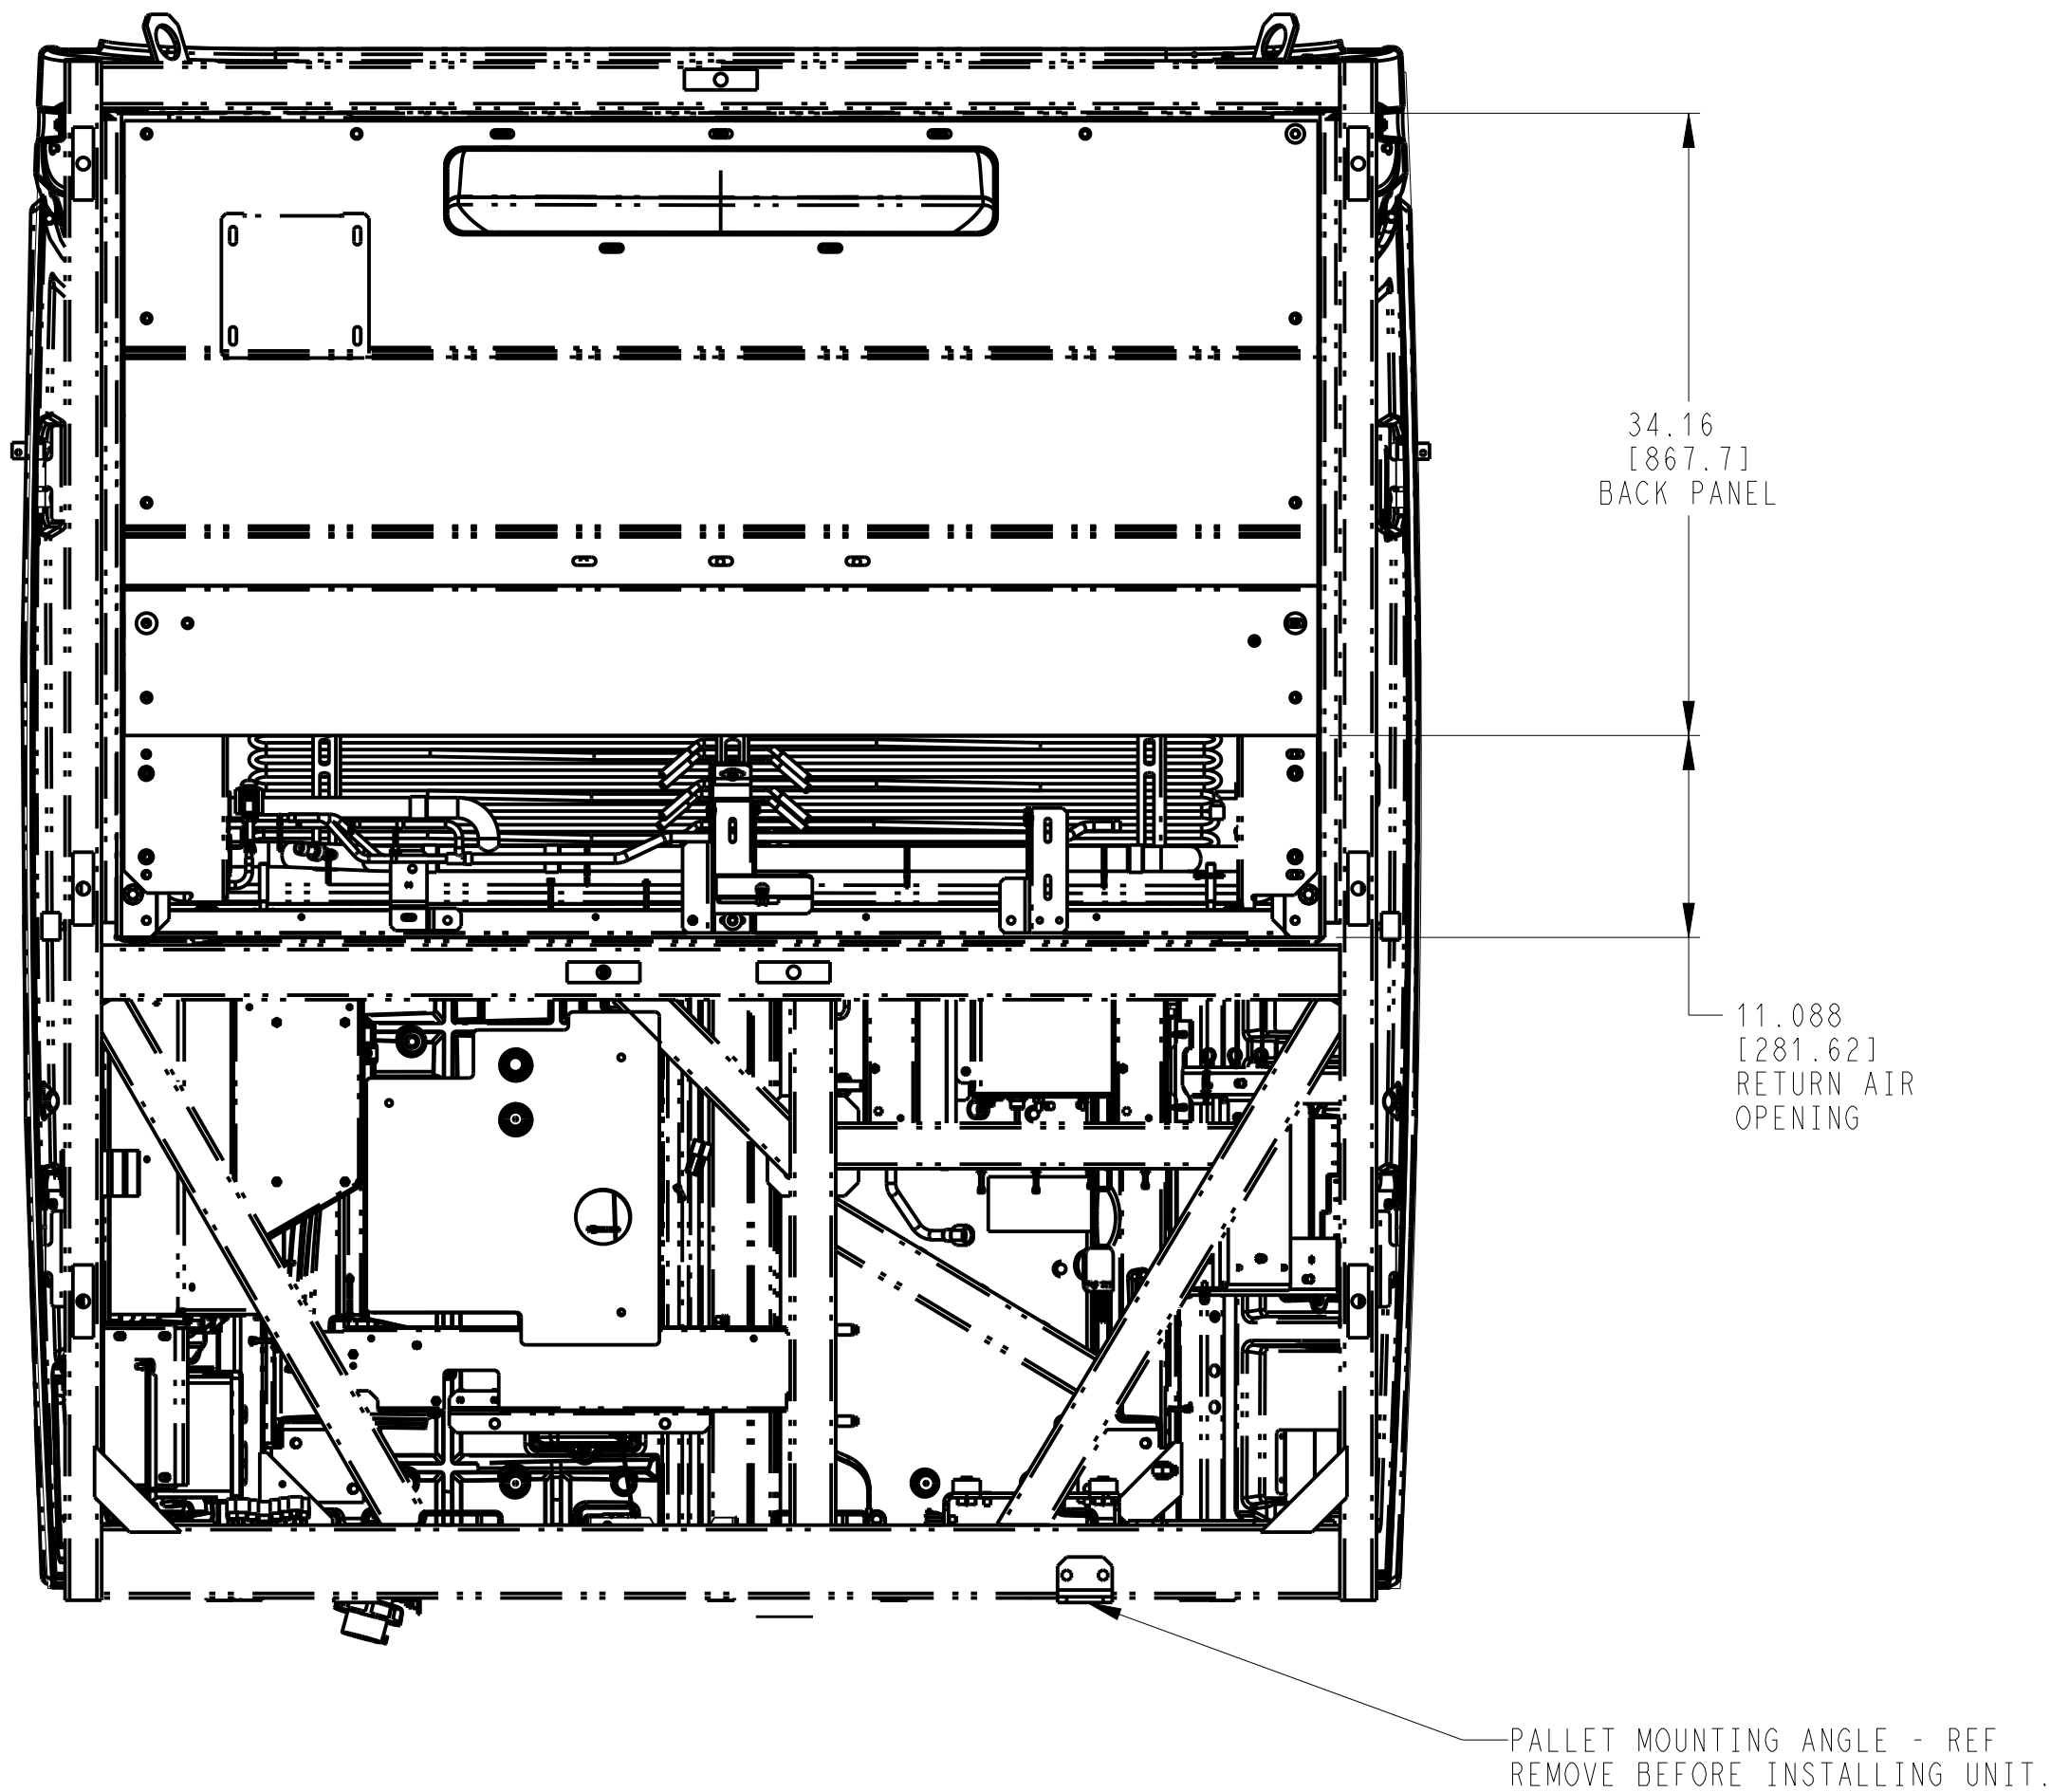 34.16
[867.7]
BACK PANEL
11.088
[281.62]
RETURN AIR
OPENING
PALLET MOUNTING ANGLE - REF
REMOVE BEFORE INSTALLING UNIT.